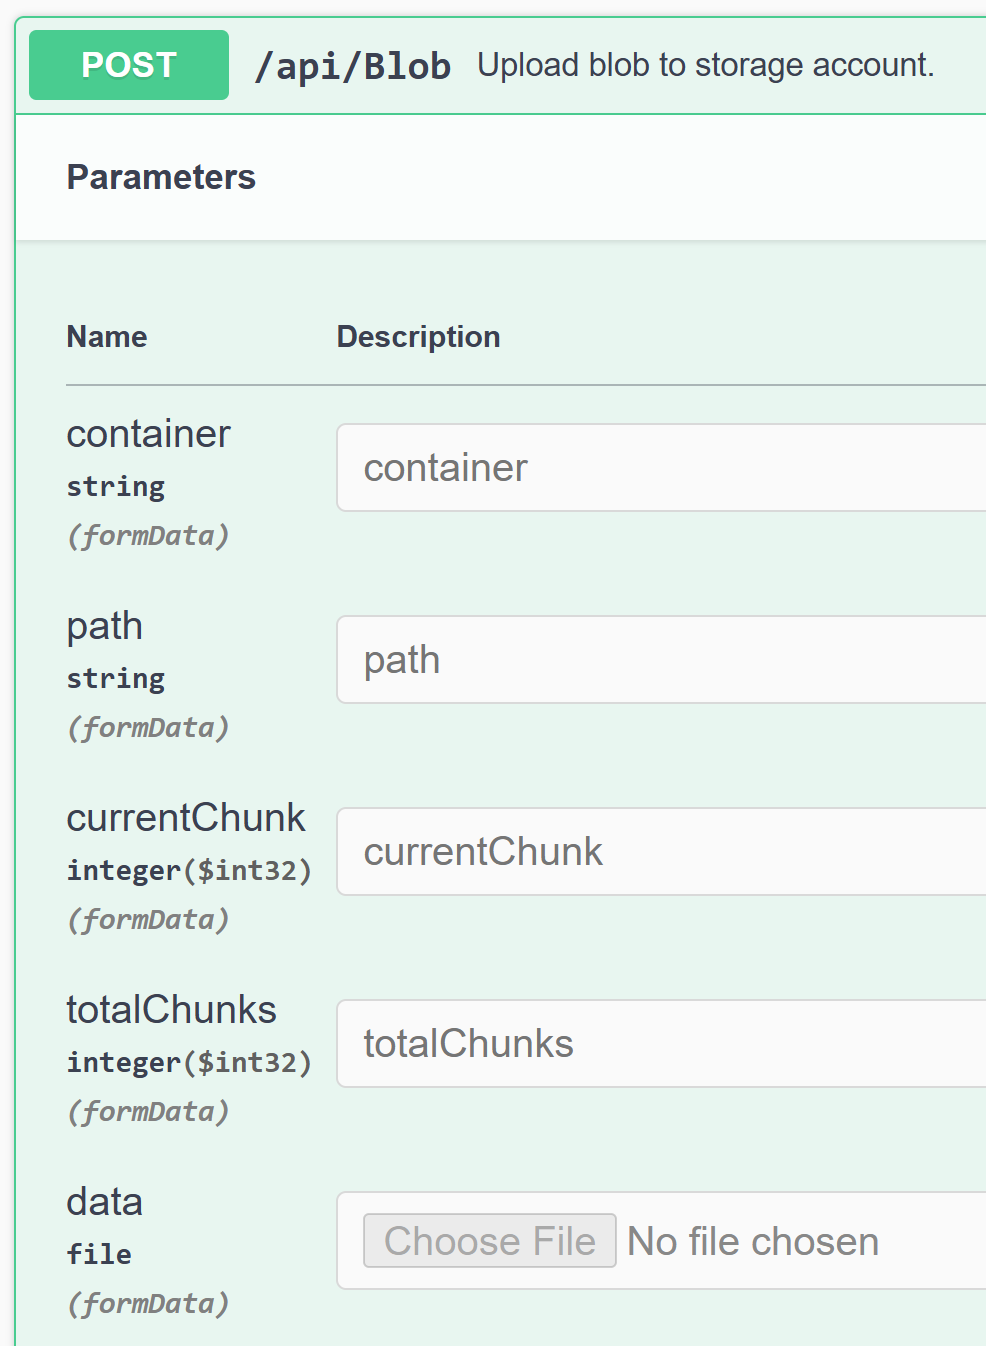 POST /api/Blob Upload blob to storage account.
Parameters
Name Description
container container
string
(formData)
path path
string
(formData)
currentChunk currentChunk
integer($int32)
(formData)
totalChunks totalChunks
integer($int32)
(formData)
data Choose File No file chosen
file
(formData)